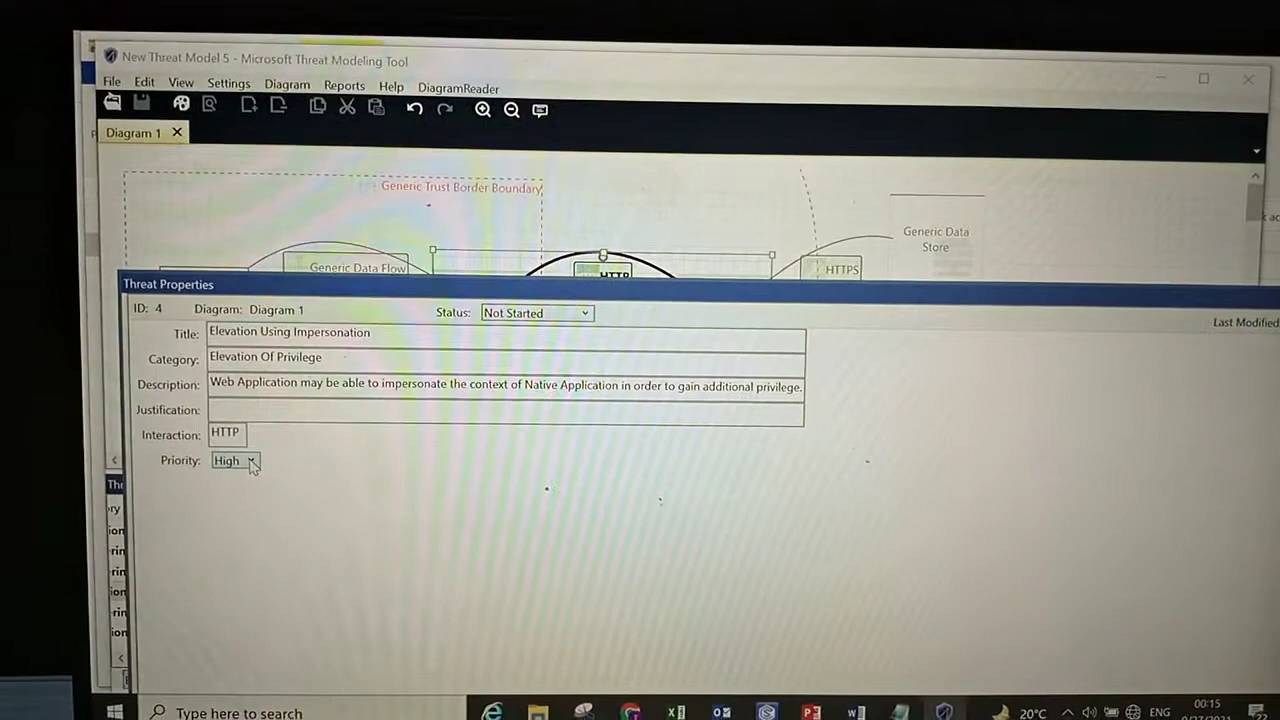 New Threat Model 5 - Microsoft Threat Modeling Tool
File Edit View Settings Diagram Reports Help DiagramReader
Diagram 1
Generic Trust Border Boundary
Generic Data
Store
Generic Data Flow
HTTP
HTTPS
Threat Properties
ID: 4 Diagram: Diagram 1 Status: Not Started
Last Modified
Title: Elevation Using Impersonation
Category: Elevation Of Privilege
Description: Web Application may be able to impersonate the context of Native Application in order to gain additional privilege.
Justification:
Interaction: HTTP
Priority: High
Type here to search
20°C ENG 00:15